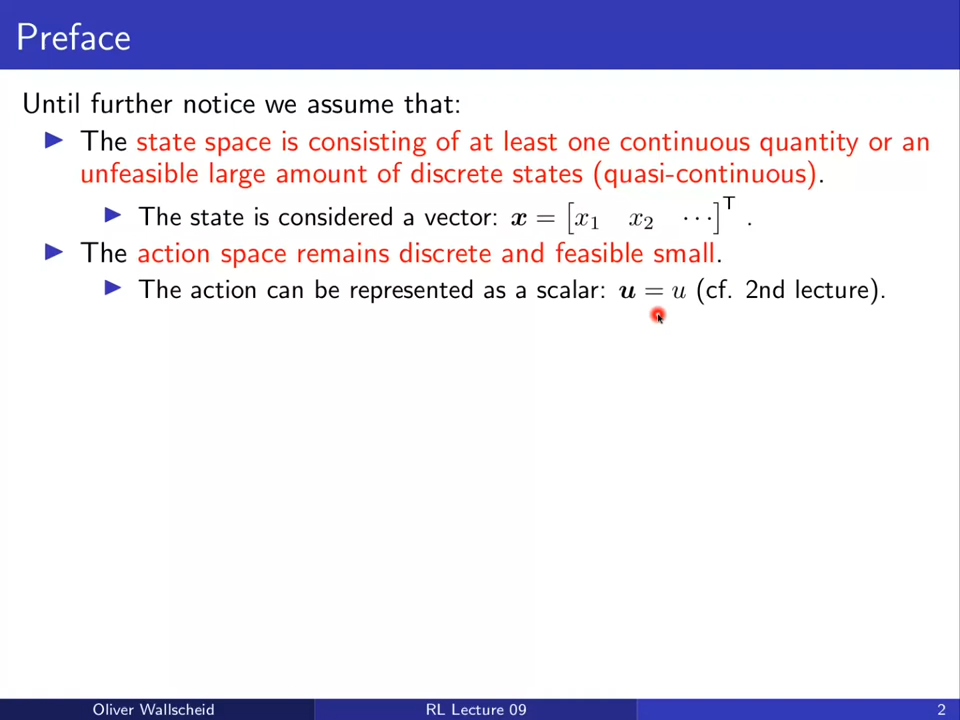 Preface
Until further notice we assume that:
▶ The state space is consisting of at least one continuous quantity or an
unfeasible large amount of discrete states (quasi-continuous).
▶ The state is considered a vector: x = [x₁ x₂ ⋯]ᵀ .
▶ The action space remains discrete and feasible small.
▶ The action can be represented as a scalar: u = u (cf. 2nd lecture).
Oliver Wallscheid RL Lecture 09 2